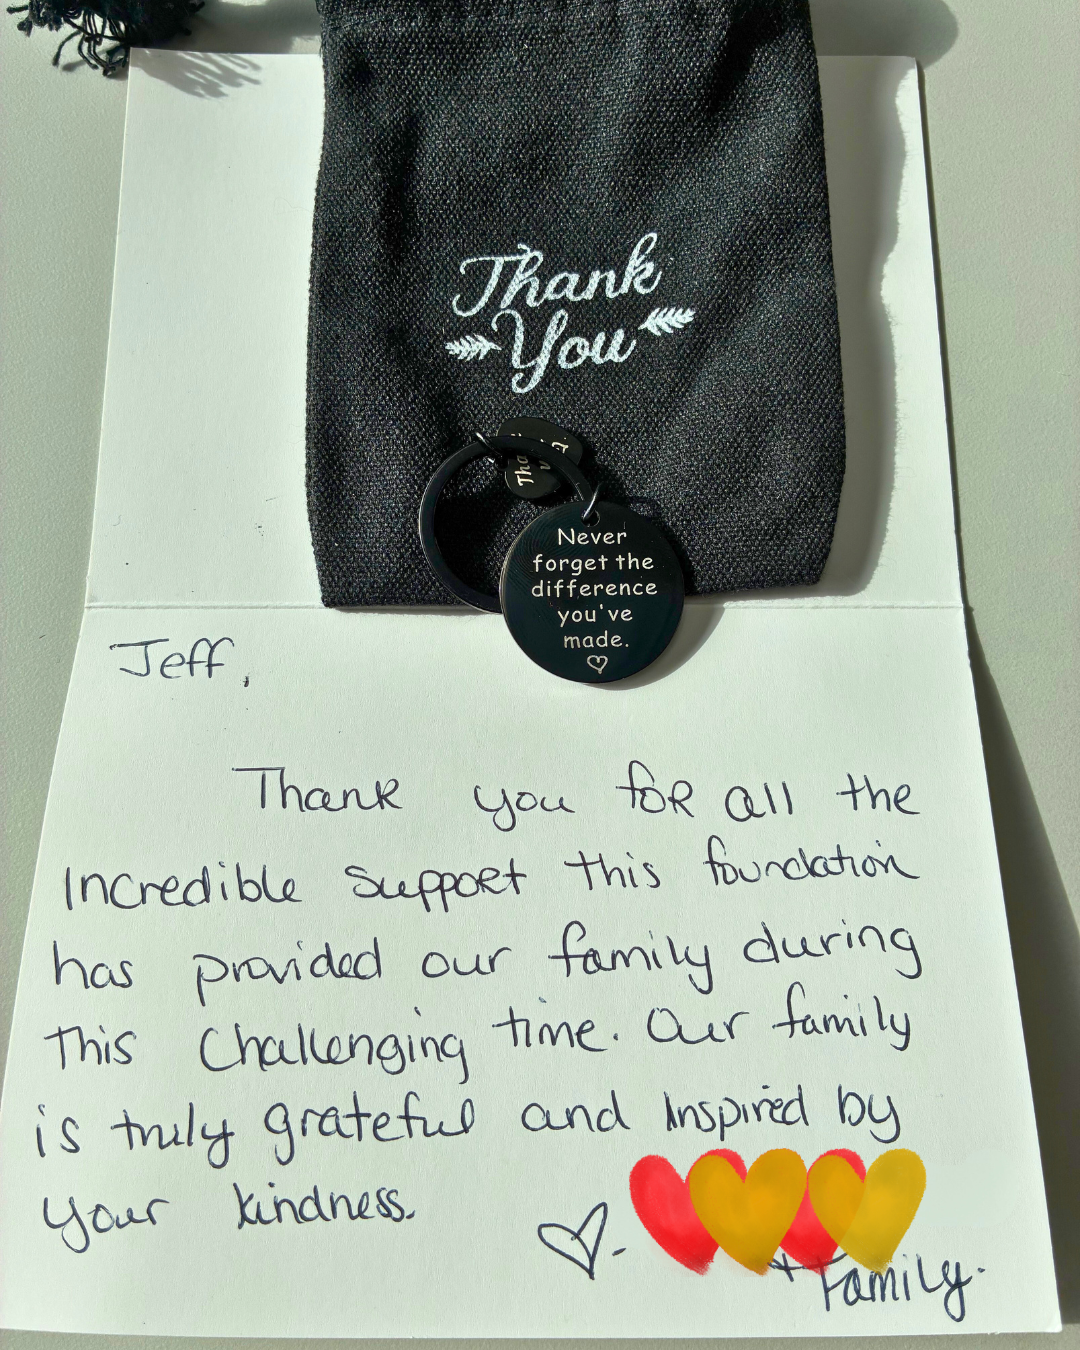 Thank
You
Never
forget the
difference
you've
made.
Jeff,
Thank you for all the
Incredible support this foundation
has provided our family during
this challenging time. Our family
is truly grateful and inspired by
your kindness.
+ Family.